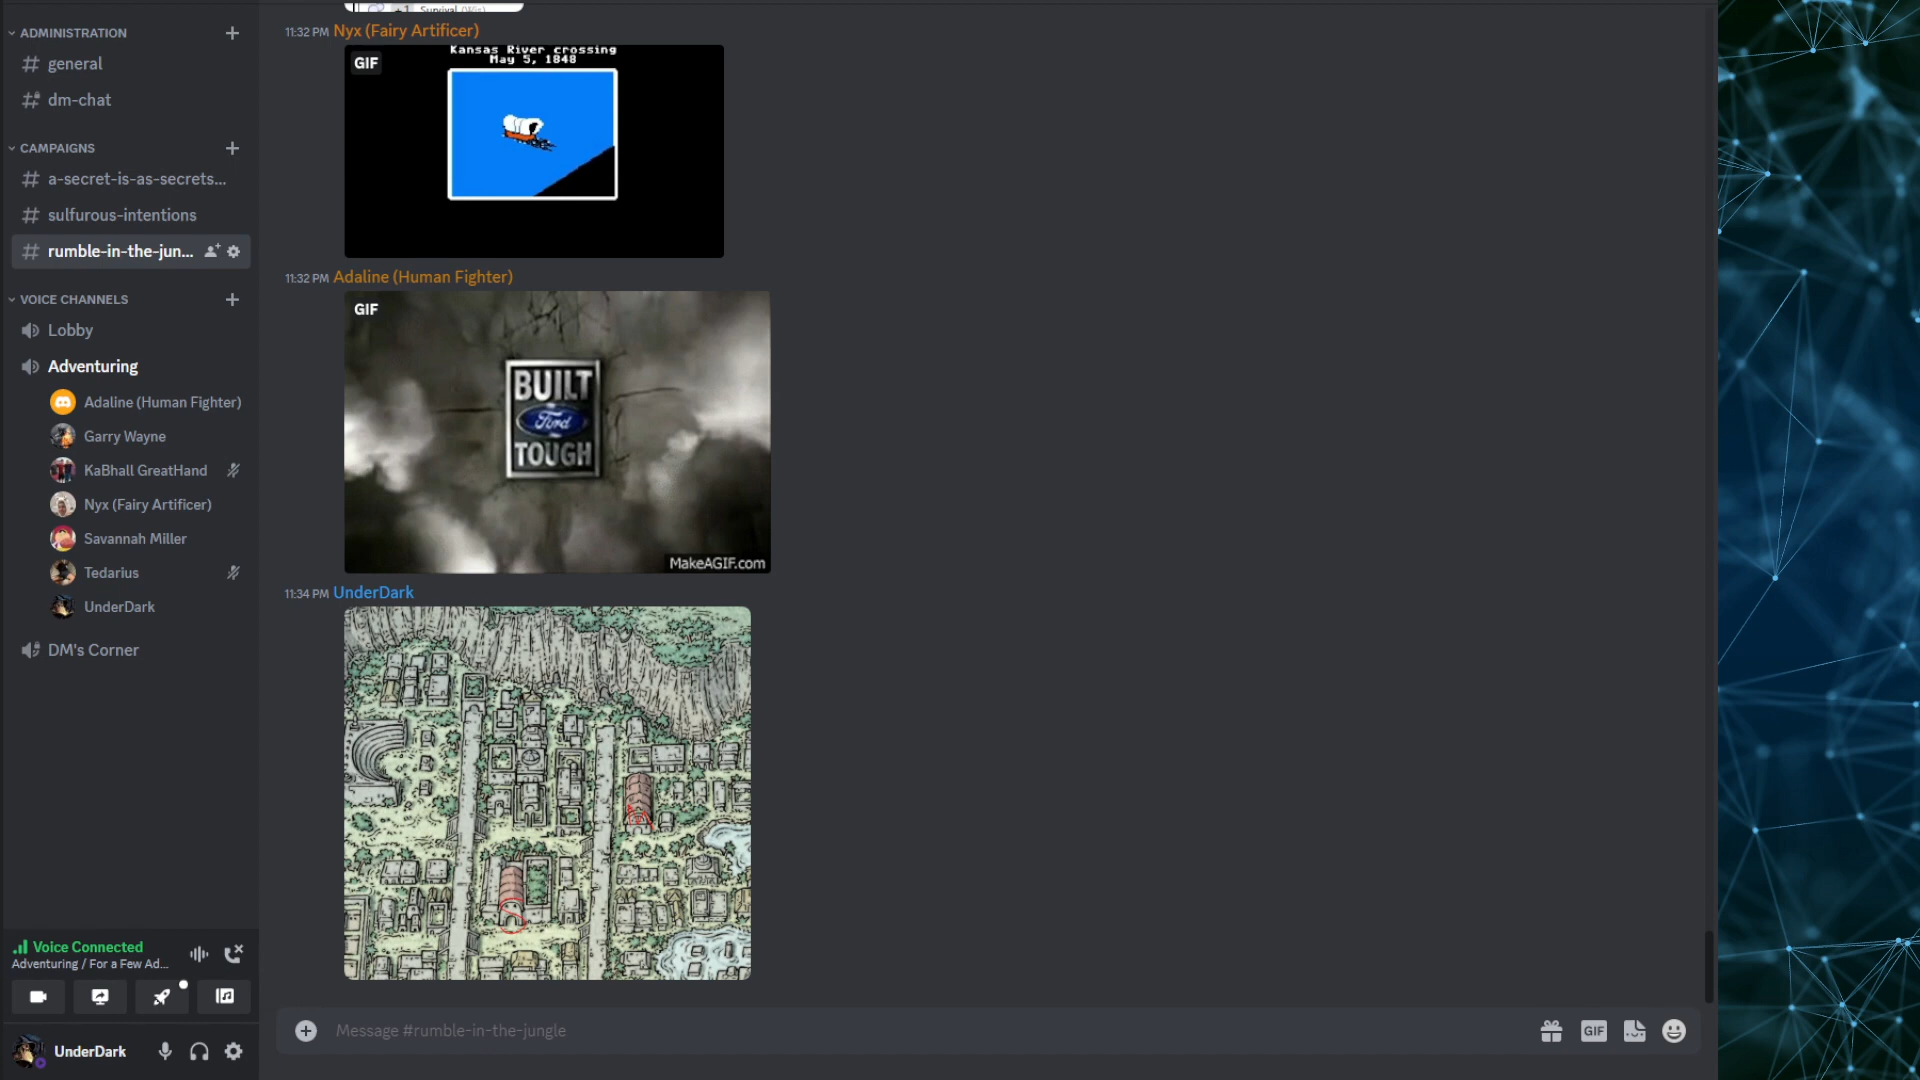 ADMINISTRATION
general
dm-chat
CAMPAIGNS
a-secret-is-as-secrets...
sulfurous-intentions
rumble-in-the-jun...
VOICE CHANNELS
Lobby
Adventuring
Adaline (Human Fighter)
Garry Wayne
KaBhall GreatHand
Nyx (Fairy Artificer)
Savannah Miller
Tedarius
UnderDark
DM's Corner
Voice Connected
Adventuring / For a Few Ad...
UnderDark
+1 Survival (Wis)
11:32 PM Nyx (Fairy Artificer)
GIF
Kansas River crossing
May 5, 1848
11:32 PM Adaline (Human Fighter)
GIF
BUILT
Ford
TOUGH
MakeAGIF.com
11:34 PM UnderDark
Message #rumble-in-the-jungle
GIF